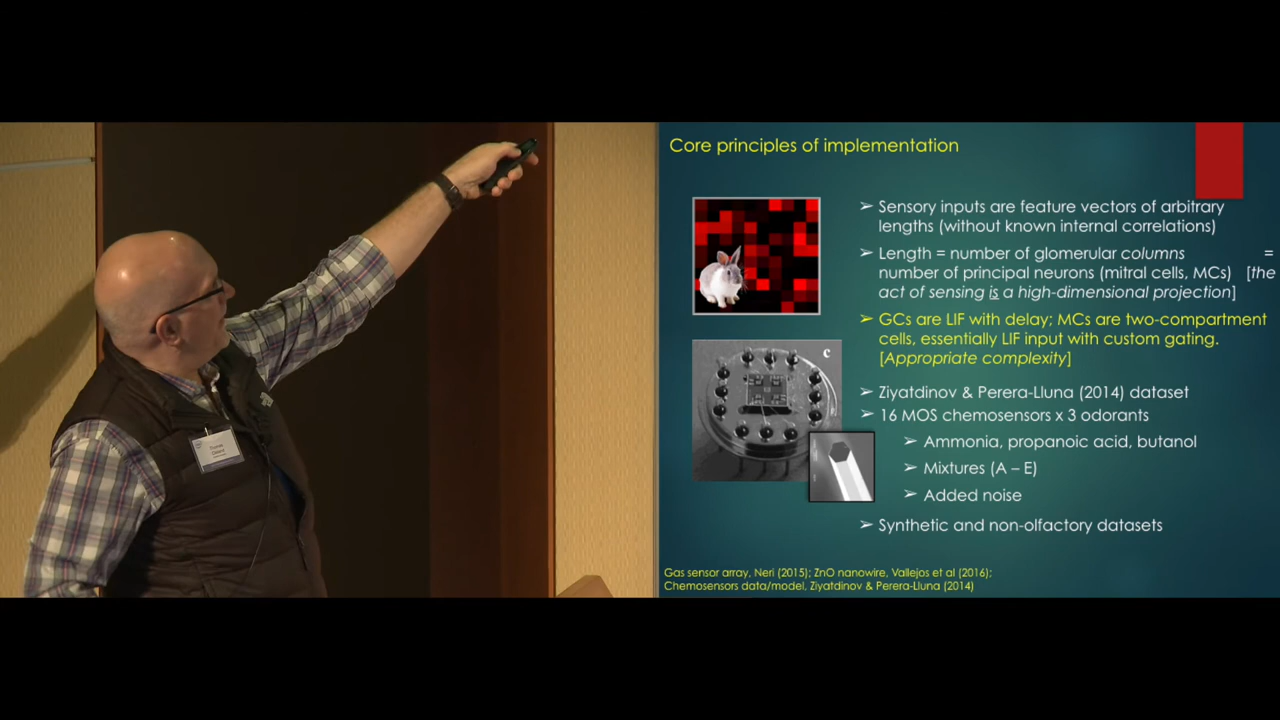 Core principles of implementation
➢ Sensory inputs are feature vectors of arbitrary
lengths (without known internal correlations)
➢ Length = number of glomerular columns =
number of principal neurons (mitral cells, MCs) [the
act of sensing is a high-dimensional projection]
➢ GCs are LIF with delay; MCs are two-compartment
cells, essentially LIF input with custom gating.
[Appropriate complexity]
➢ Ziyatdinov & Perera-Lluna (2014) dataset
➢ 16 MOS chemosensors x 3 odorants
➢ Ammonia, propanoic acid, butanol
➢ Mixtures (A – E)
➢ Added noise
➢ Synthetic and non-olfactory datasets
c
Gas sensor array, Neri (2015); ZnO nanowire, Vallejos et al (2016);
Chemosensors data/model, Ziyatdinov & Perera-Lluna (2014)